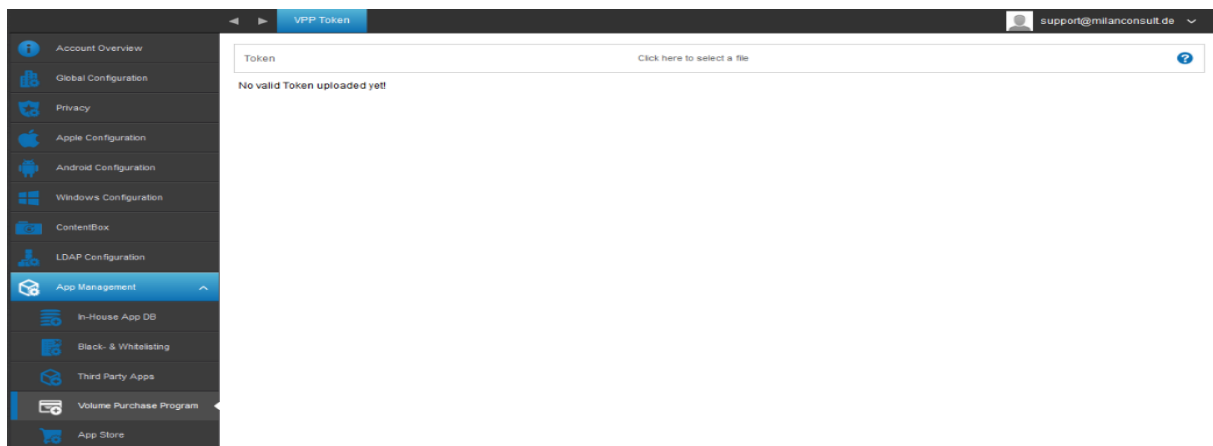 VPP Token
support@milanconsult.de
Account Overview
Global Configuration
Privacy
Apple Configuration
Android Configuration
Windows Configuration
ContentBox
LDAP Configuration
App Management
In-House App DB
Black- & Whitelisting
Third Party Apps
Volume Purchase Program
App Store
Token
Click here to select a file
?
No valid Token uploaded yet!